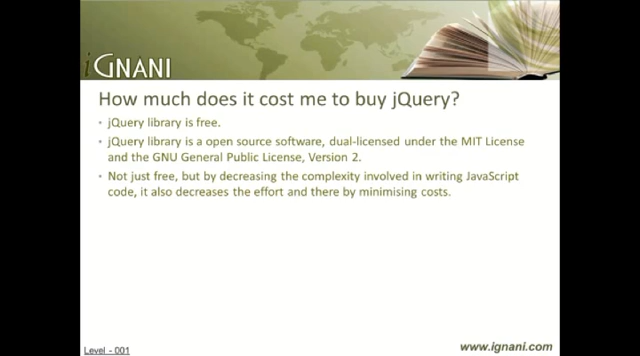 iGNANI
How much does it cost me to buy jQuery?
• jQuery library is free.
• jQuery library is a open source software, dual-licensed under the MIT License
and the GNU General Public License, Version 2.
• Not just free, but by decreasing the complexity involved in writing JavaScript
code, it also decreases the effort and there by minimising costs.
Level - 001
www.ignani.com